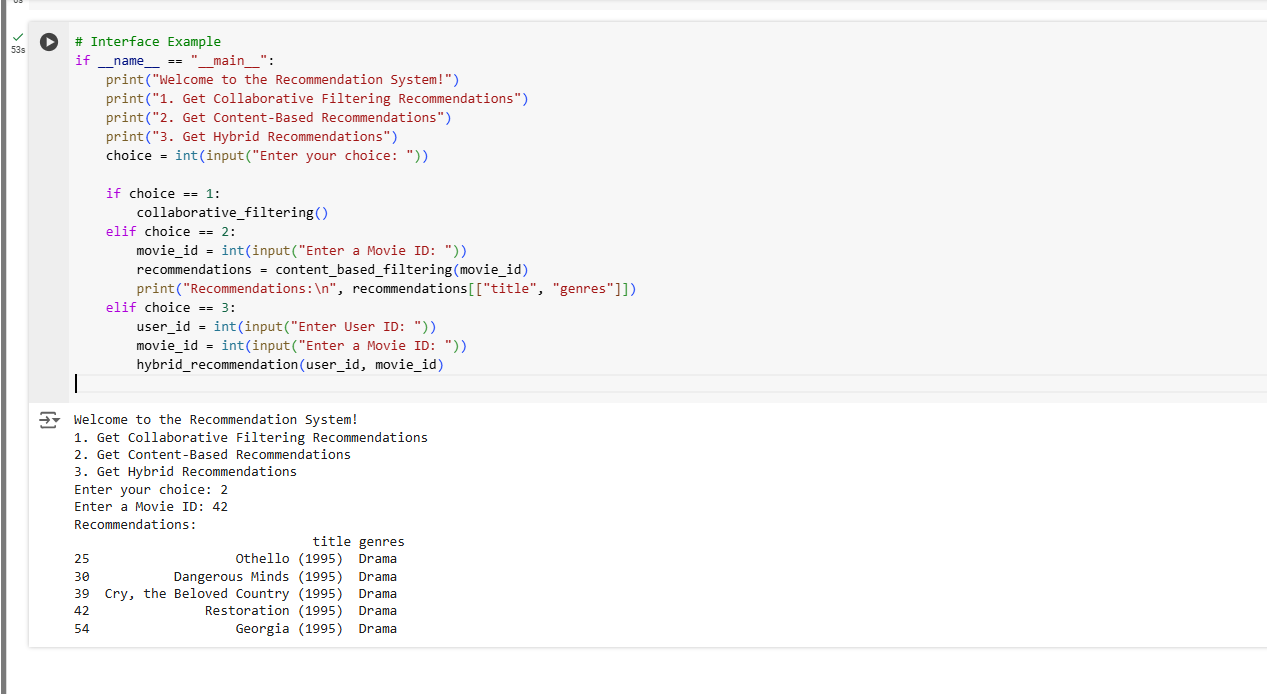 53s
# Interface Example
if __name__ == "__main__":
    print("Welcome to the Recommendation System!")
    print("1. Get Collaborative Filtering Recommendations")
    print("2. Get Content-Based Recommendations")
    print("3. Get Hybrid Recommendations")
    choice = int(input("Enter your choice: "))

    if choice == 1:
        collaborative_filtering()
    elif choice == 2:
        movie_id = int(input("Enter a Movie ID: "))
        recommendations = content_based_filtering(movie_id)
        print("Recommendations:\n", recommendations[["title", "genres"]])
    elif choice == 3:
        user_id = int(input("Enter User ID: "))
        movie_id = int(input("Enter a Movie ID: "))
        hybrid_recommendation(user_id, movie_id)
Welcome to the Recommendation System!
1. Get Collaborative Filtering Recommendations
2. Get Content-Based Recommendations
3. Get Hybrid Recommendations
Enter your choice: 2
Enter a Movie ID: 42
Recommendations:
                               title genres
25                   Othello (1995)  Drama
30           Dangerous Minds (1995)  Drama
39  Cry, the Beloved Country (1995)  Drama
42               Restoration (1995)  Drama
54                   Georgia (1995)  Drama